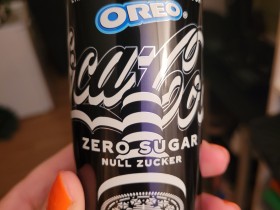 OREO®
Coca-Cola
ZERO SUGAR
NULL ZUCKER